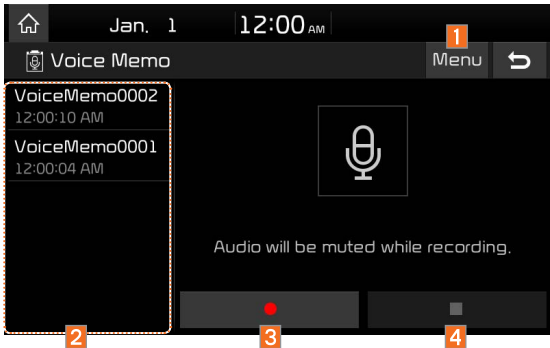 Jan. 1 12:00 AM
1
Voice Memo Menu
VoiceMemo0002
12:00:10 AM
VoiceMemo0001
12:00:04 AM
Audio will be muted while recording.
2 3 4